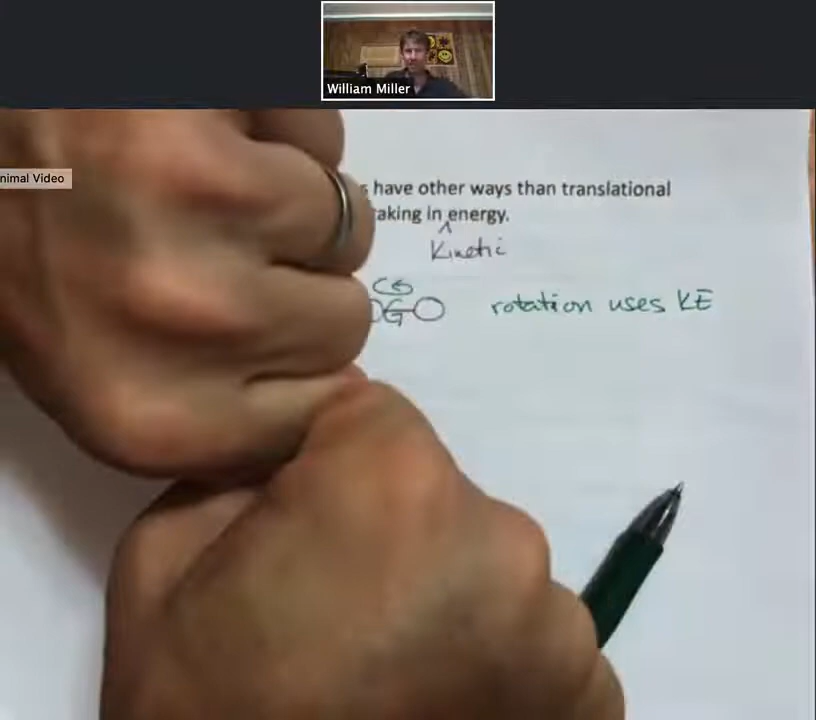 William Miller
nimal Video
have other ways than translational
aking in ^ energy.
Kinetic
rotation uses KE